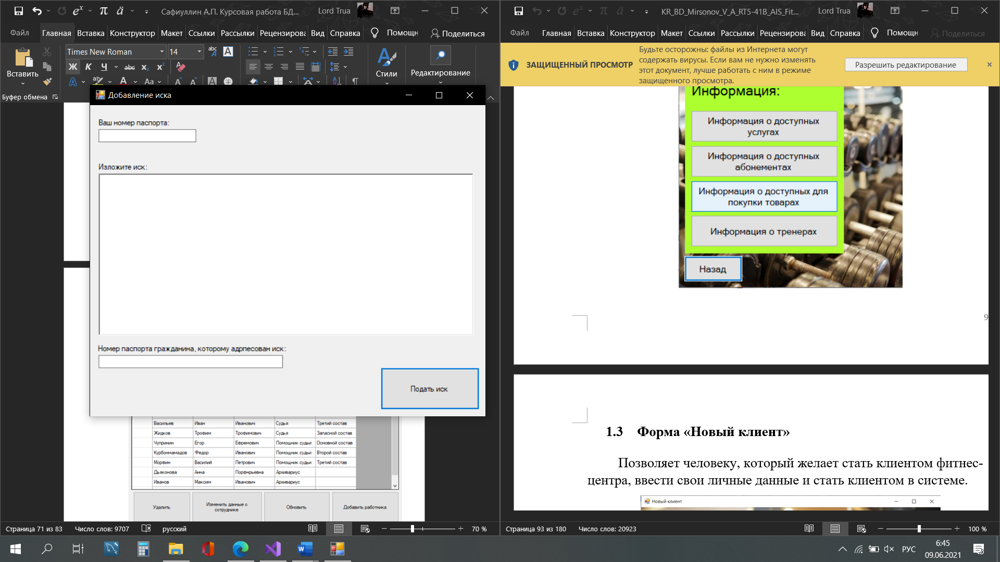 Сафиуллин А.П. Курсовая работа БД...
Lord Trua
Файл Главная Вставка Конструктор Макет Ссылки Рассылки Рецензирова Вид Справка Помощн Поделиться
Вставить
Буфер обмена
Times New Roman 14
Ж К Ч abc x₂ x²
Aa
Стили
Редактирование
Добавление иска
Ваш номер паспорта:
Изложите иск:
Номер паспорта гражданина, которому адрпесован иск:
Подать иск
Васильев Иван Иванович Судья Третий состав
Жидков Трофим Трофимович Судья Запасной состав
Чупринин Егор Ефремович Помощник судьи Основной состав
Курбонмамадов Федор Иванович Помощник судьи Второй состав
Морфин Василий Петрович Помощник судьи Третий состав
Дьяконова Анна Порфнрьевна Архивариус
Иванов Максим Иванович Архивариус
Удалить
Изменить данные о
сотруднике
Обновить
Добавить работника
Страница 71 из 83 Число слов: 9707 русский 70 %
KR_BD_Mirsonov_V_A_RT5-41B_AIS_Fit...
Lord Trua
Файл Главная Вставка Конструктор Макет Ссылки Рассылки Рецензирова Вид Справка Помощн Поделиться
ЗАЩИЩЕННЫЙ ПРОСМОТР
Будьте осторожны: файлы из Интернета могут
содержать вирусы. Если вам не нужно изменять
этот документ, лучше работать с ним в режиме
защищенного просмотра.
Разрешить редактирование
Информация:
Информация о доступных
услугах
Информация о доступных
абонементах
Информация о доступных для
покупки товарах
Информация о тренерах
Назад
9
1.3 Форма «Новый клиент»
Позволяет человеку, который желает стать клиентом фитнес-
центра, ввести свои личные данные и стать клиентом в системе.
Новый клиент
Страница 93 из 180 Число слов: 20923 100 %
РУС
6:45
09.06.2021